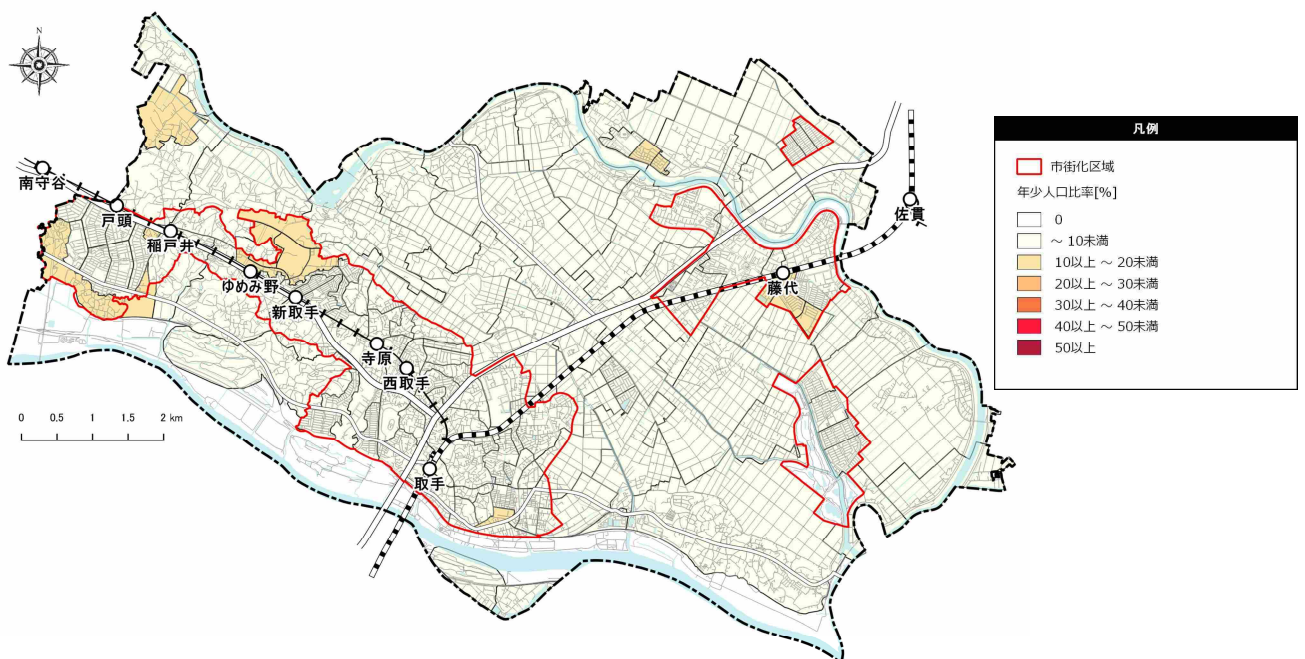 N
南守谷
戸頭
稲戸井
ゆめみ野
新取手
寺原
西取手
取手
藤代
佐貫
0 0.5 1 1.5 2 km
凡例
市街化区域
年少人口比率[%]
0
～ 10未満
10以上 ～ 20未満
20以上 ～ 30未満
30以上 ～ 40未満
40以上 ～ 50未満
50以上